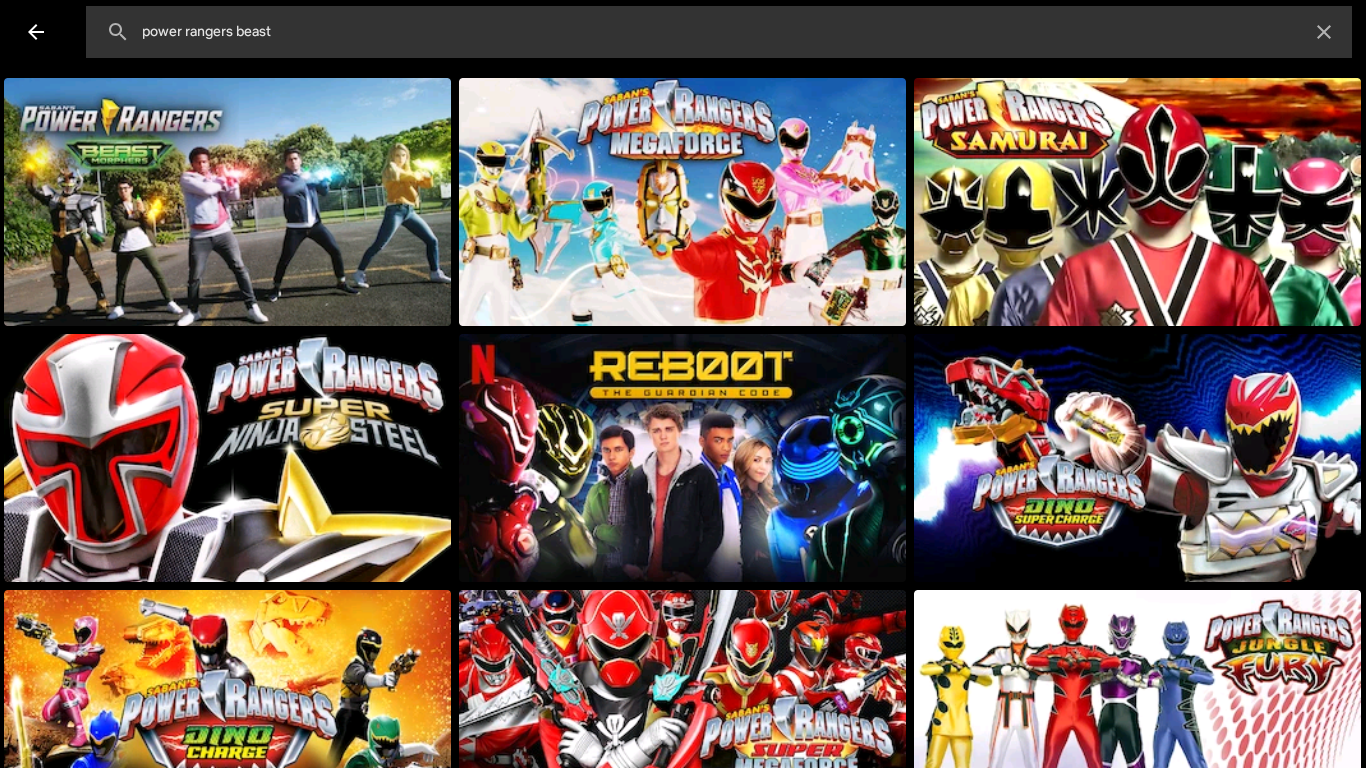 power rangers beast
SABAN'S
POWER RANGERS
BEAST
MORPHERS
SABAN'S
POWER RANGERS
MEGAFORCE
SABAN'S
POWER RANGERS
SAMURAI
SABAN'S
POWER RANGERS
SUPER
NINJA STEEL
N
REBOOT
THE GUARDIAN CODE
SABAN'S
POWER RANGERS
DINO
SUPER CHARGE
SABAN'S
POWER RANGERS
DINO
CHARGE
SABAN'S
POWER RANGERS
SUPER
MEGAFORCE
POWER RANGERS
JUNGLE
FURY